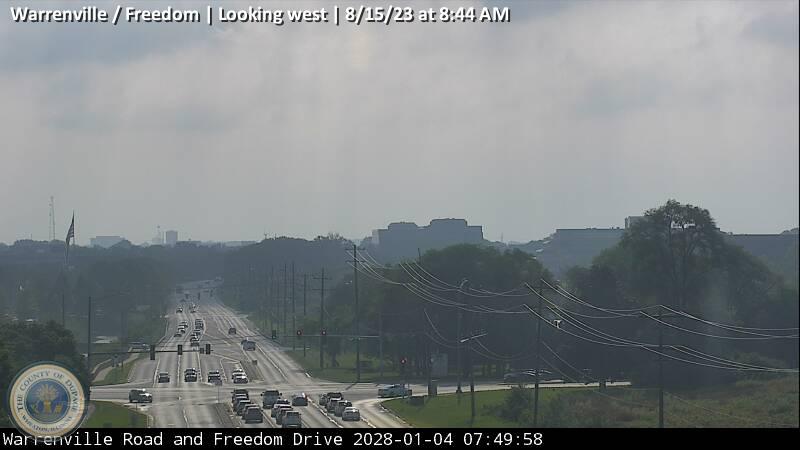 Warrenville / Freedom | Looking west | 8/15/23 at 8:44 AM
THE COUNTY OF DUPAGE
Warrenville Road and Freedom Drive 2028-01-04 07:49:58